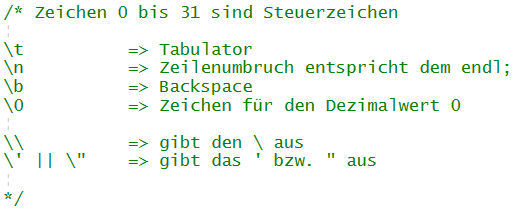 /* Zeichen 0 bis 31 sind Steuerzeichen
\t => Tabulator
\n => Zeilenumbruch entspricht dem endl;
\b => Backspace
\0 => Zeichen für den Dezimalwert 0
\\ => gibt den \ aus
\' || \" => gibt das ' bzw. " aus
*/